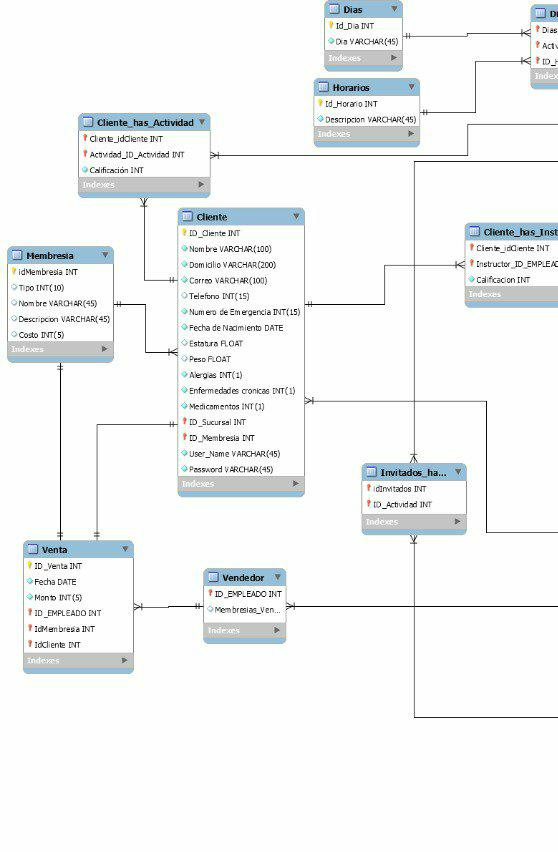 Dias
Id_Dia INT
Dia VARCHAR(45)
Indexes
Dias
ID_H
Indexe
Horarios
Id_Horario INT
Descripcion VARCHAR(45)
Indexes
Cliente_has_Actividad
Cliente_idCliente INT
Actividad_ID_Actividad INT
Calificación INT
Indexes
Cliente
ID_Cliente INT
Nombre VARCHAR(100)
Domicilio VARCHAR(200)
Correo VARCHAR(100)
Telefono INT(15)
Numero de Emergencia INT(15)
Fecha de Nacimiento DATE
Estatura FLOAT
Peso FLOAT
Alergias INT(1)
Enfermedades cronicas INT(1)
Medicamentos INT(1)
ID_Sucursal INT
ID_Membresia INT
User_Name VARCHAR(45)
Password VARCHAR(45)
Indexes
Cliente_has_Inst
Cliente_idCliente INT
Instructor_ID_EMPLEAD
Calificacion INT
Indexes
Membresia
idMembresia INT
Tipo INT(10)
Nombre VARCHAR(45)
Descripcion VARCHAR(45)
Costo INT(5)
Indexes
Invitados_ha...
idInvitados INT
ID_Actividad INT
Indexes
Venta
ID_Venta INT
Fecha DATE
Monto INT(5)
ID_EMPLEADO INT
IdMembresia INT
IdCliente INT
Indexes
Vendedor
ID_EMPLEADO INT
Membresias_Ven...
Indexes